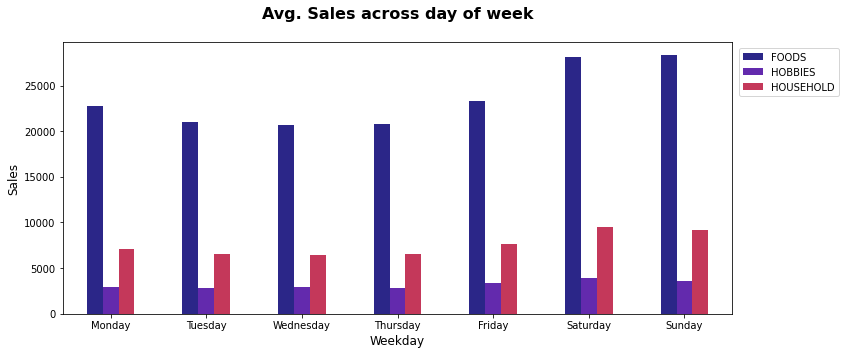 Avg. Sales across day of week
FOODS
HOBBIES
HOUSEHOLD
Sales
25000
20000
15000
10000
5000
0
Monday Tuesday Wednesday Thursday Friday Saturday Sunday
Weekday